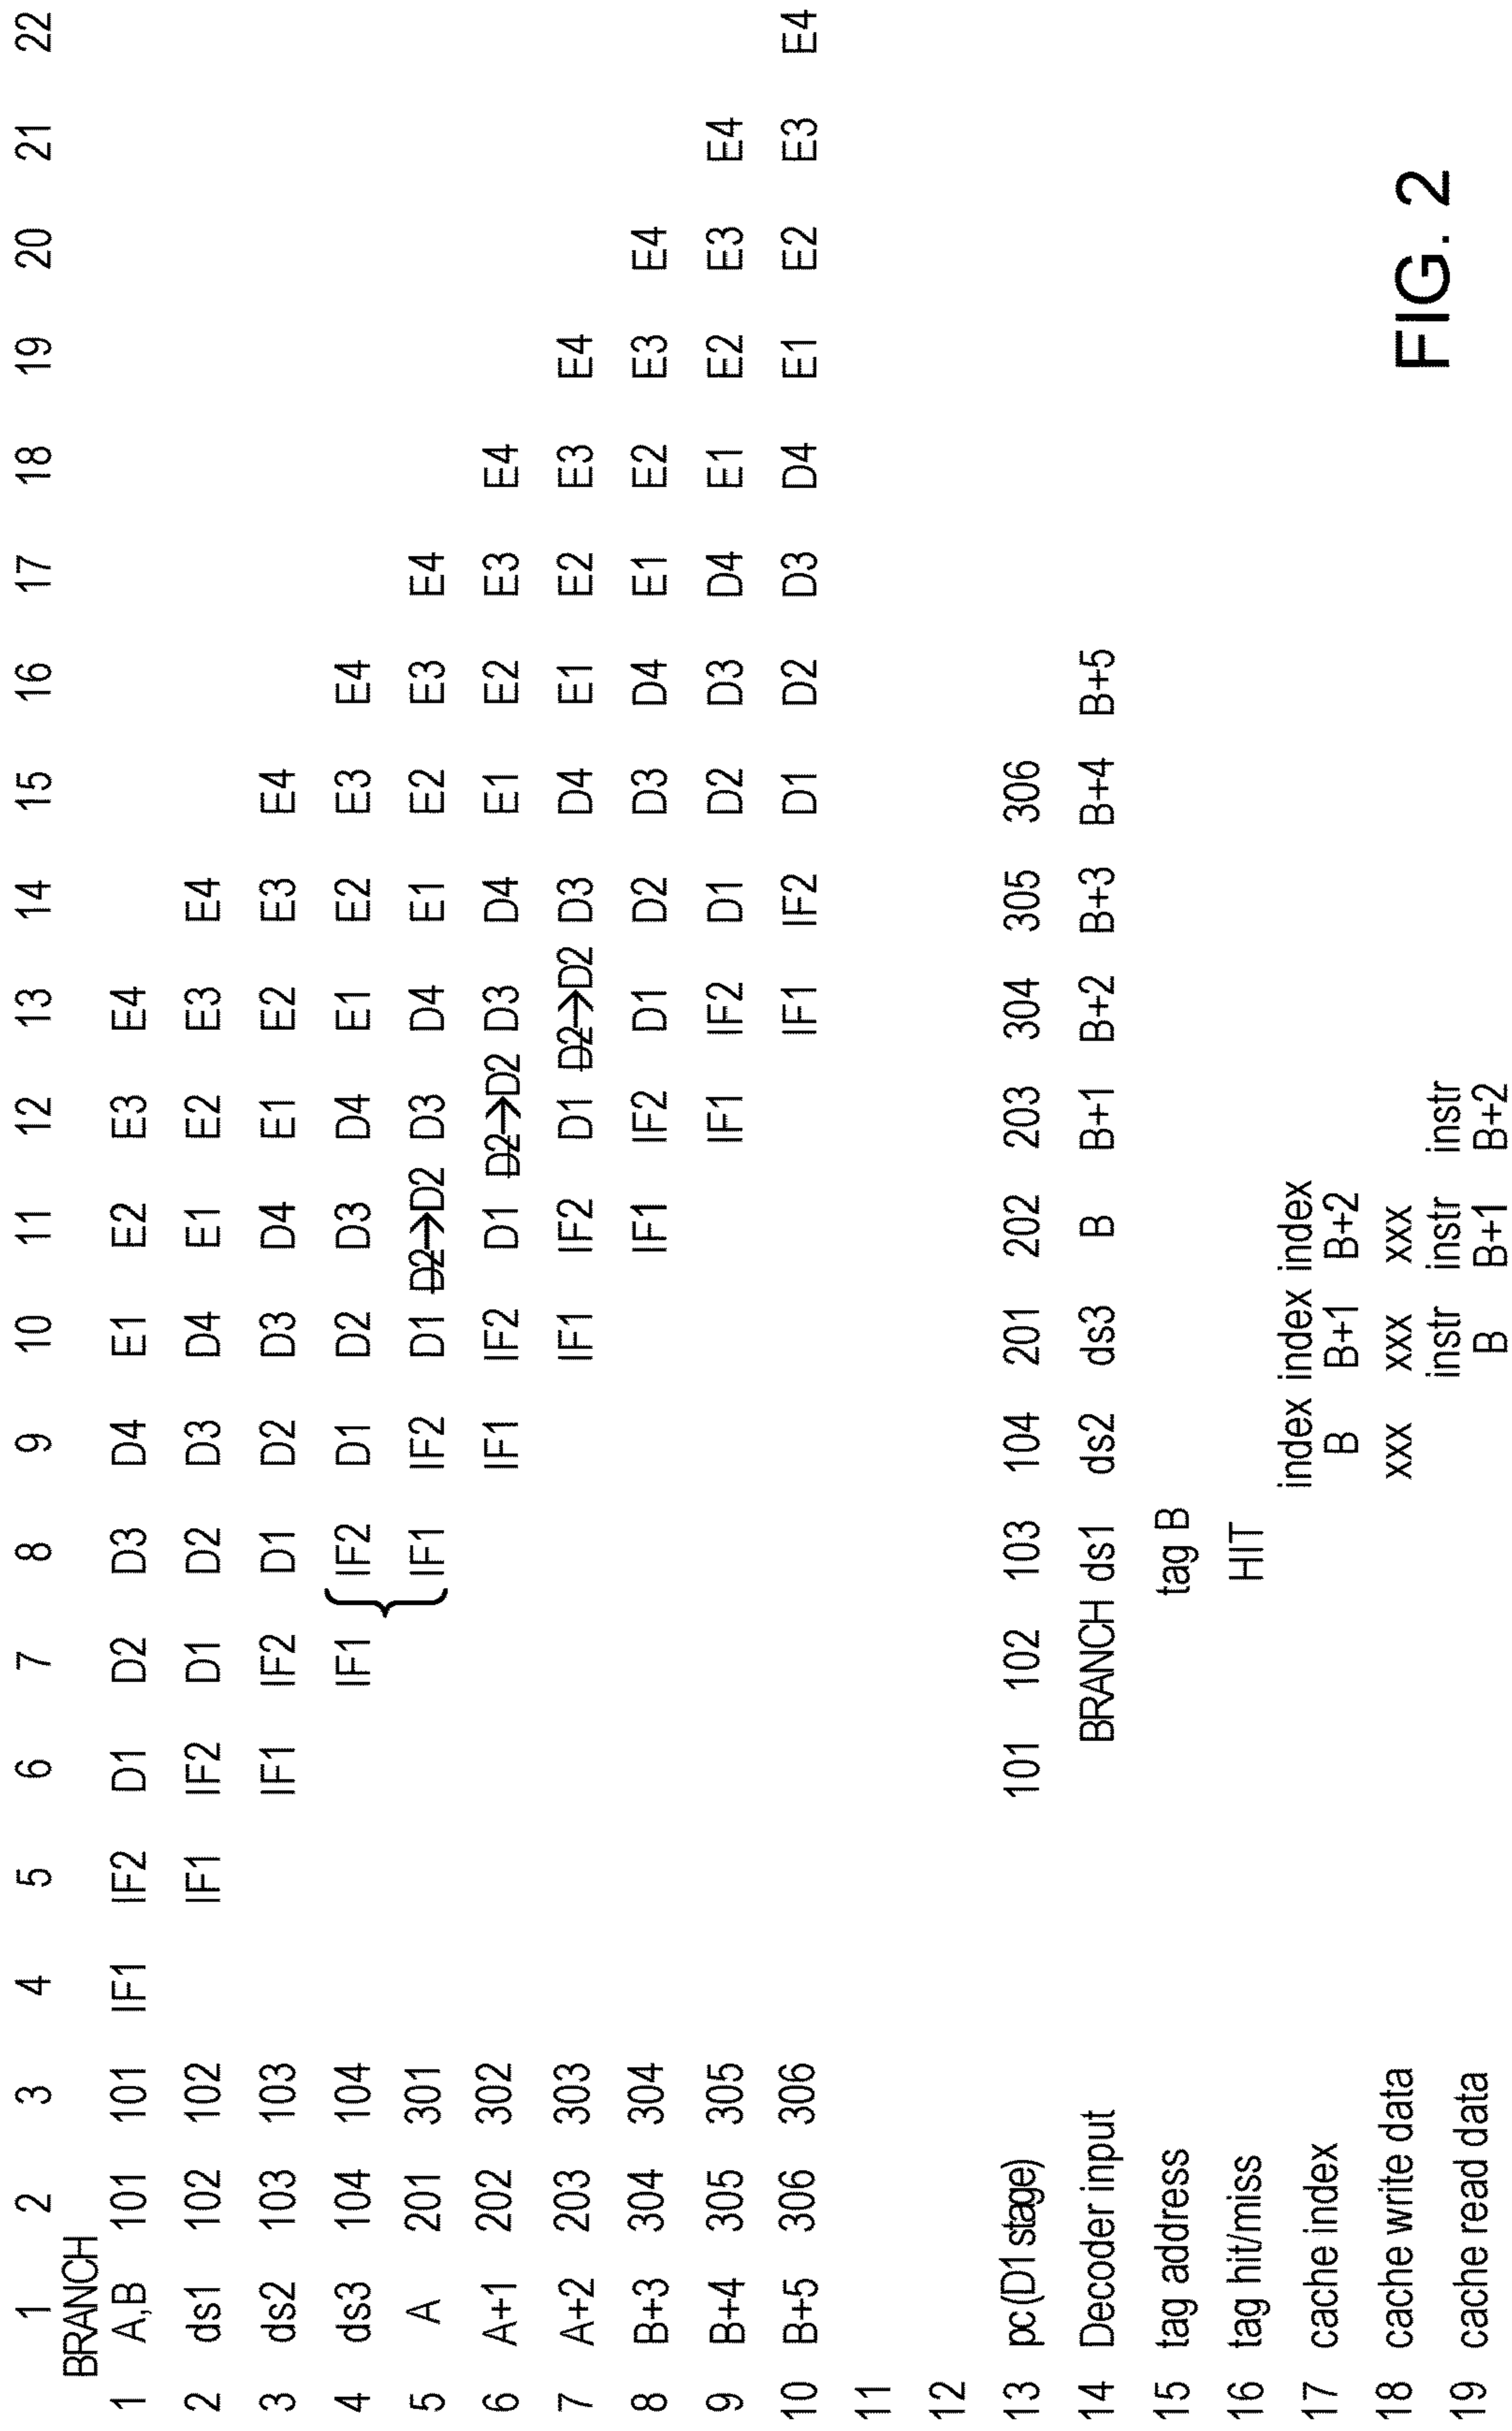 1 2 3 4 5 6 7 8 9 10 11 12 13 14 15 16 17 18 19 20 21 22
BRANCH
1 A,B 101 101 IF1 IF2 D1 D2 D3 D4 E1 E2 E3 E4
2 ds1 102 102 IF1 IF2 D1 D2 D3 D4 E1 E2 E3 E4
3 ds2 103 103 IF1 IF2 D1 D2 D3 D4 E1 E2 E3 E4
4 ds3 104 104 IF1 IF2 D1 D2 D3 D4 E1 E2 E3 E4
5 A 201 301 IF1 IF2 D1 D2→D2 D3 D4 E1 E2 E3 E4
6 A+1 202 302 IF1 IF2 D1 D2→D2 D3 D4 E1 E2 E3 E4
7 A+2 203 303 IF1 IF2 D1 D2→D2 D3 D4 E1 E2 E3 E4
8 B+3 304 304 IF1 IF2 D1 D2 D3 D4 E1 E2 E3 E4
9 B+4 305 305 IF1 IF2 D1 D2 D3 D4 E1 E2 E3 E4
10 B+5 306 306 IF1 IF2 D1 D2 D3 D4 E1 E2 E3 E4
11
12
13 pc (D1 stage) 101 102 103 104 201 202 203 304 305 306
14 Decoder input BRANCH ds1 ds2 ds3 B B+1 B+2 B+3 B+4 B+5
15 tag address tag B
16 tag hit/miss HIT
index index index
17 cache index B B+1 B+2
18 cache write data xxx xxx xxx
instr instr instr
19 cache read data B B+1 B+2
FIG. 2